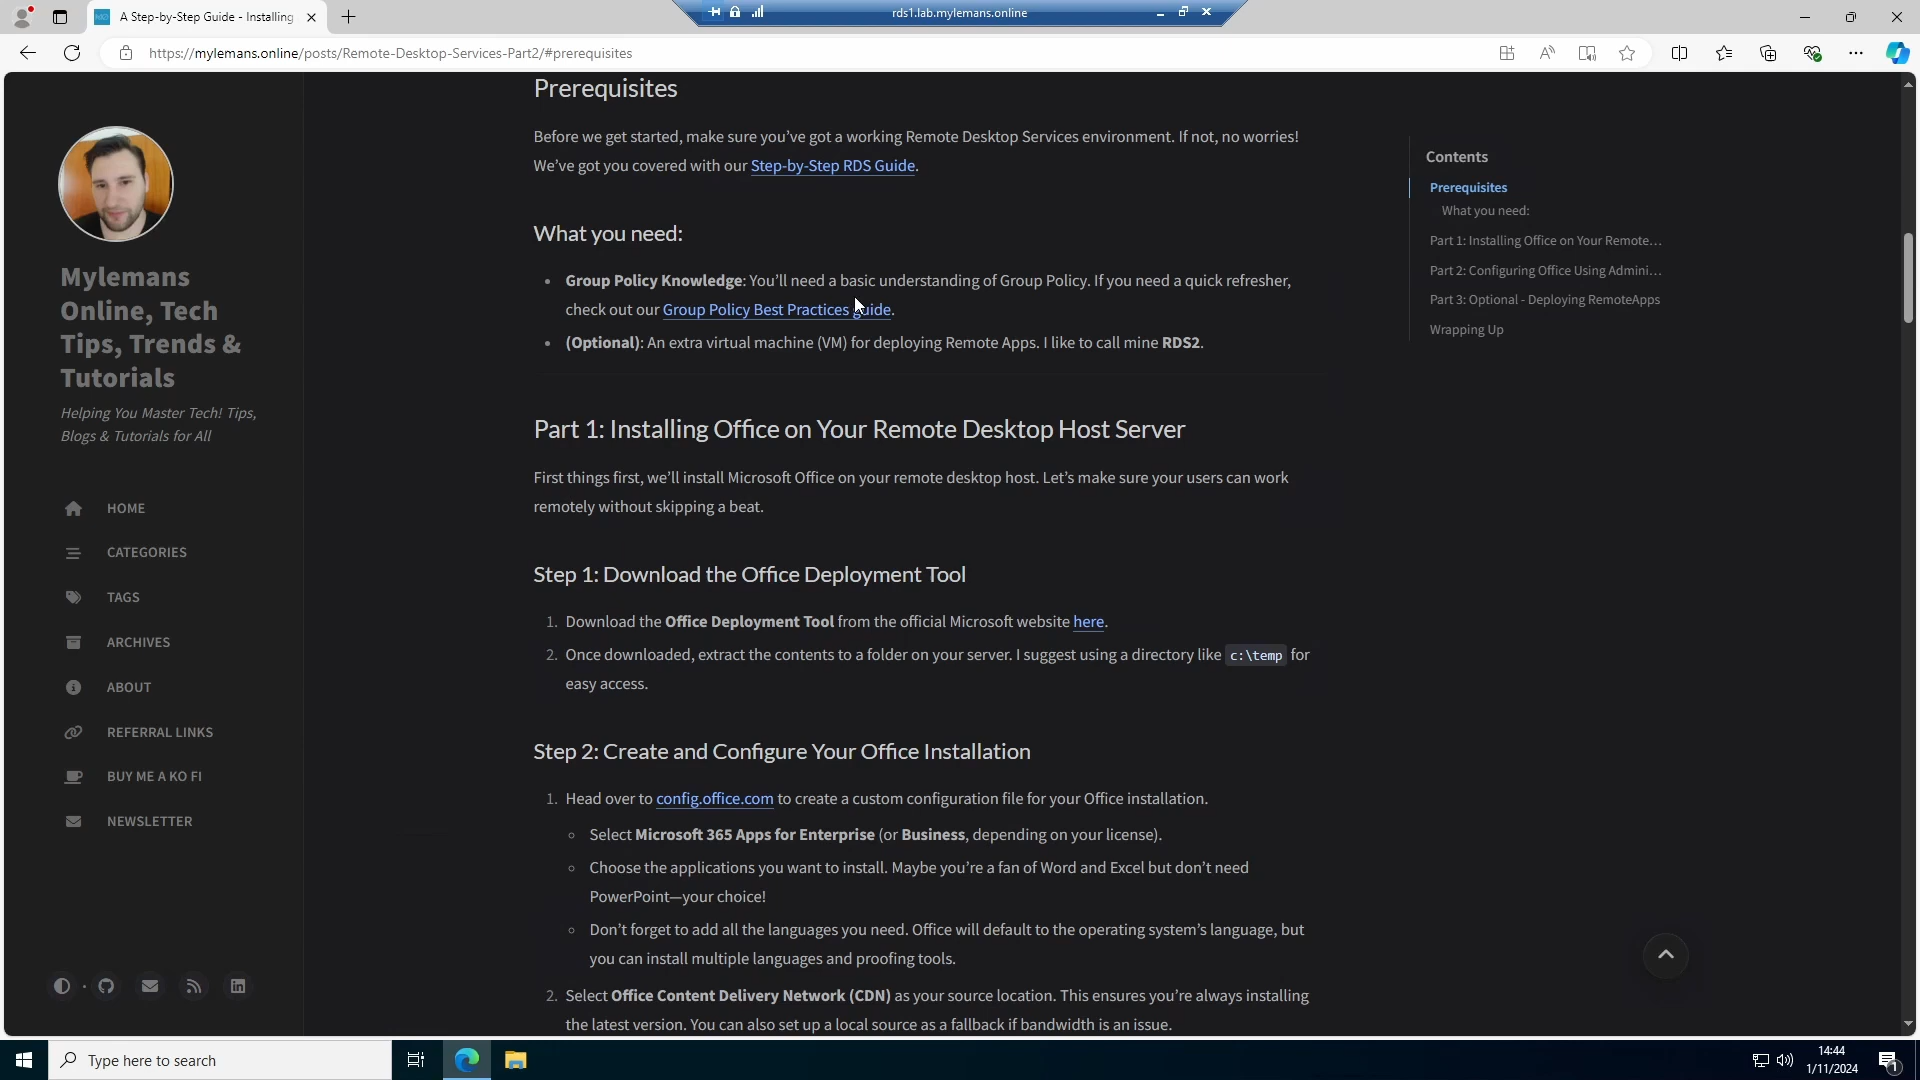 A Step-by-Step Guide - Installing
rds1.lab.mylemans.online
https://mylemans.online/posts/Remote-Desktop-Services-Part2/#prerequisites
Mylemans
Online, Tech
Tips, Trends &
Tutorials
Helping You Master Tech! Tips,
Blogs & Tutorials for All
HOME
CATEGORIES
TAGS
ARCHIVES
ABOUT
REFERRAL LINKS
BUY ME A KO FI
NEWSLETTER
Prerequisites
Before we get started, make sure you’ve got a working Remote Desktop Services environment. If not, no worries!
We’ve got you covered with our Step-by-Step RDS Guide.
What you need:
• Group Policy Knowledge: You’ll need a basic understanding of Group Policy. If you need a quick refresher,
check out our Group Policy Best Practices guide.
• (Optional): An extra virtual machine (VM) for deploying Remote Apps. I like to call mine RDS2.
Part 1: Installing Office on Your Remote Desktop Host Server
First things first, we’ll install Microsoft Office on your remote desktop host. Let’s make sure your users can work
remotely without skipping a beat.
Step 1: Download the Office Deployment Tool
1. Download the Office Deployment Tool from the official Microsoft website here.
2. Once downloaded, extract the contents to a folder on your server. I suggest using a directory like c:\temp for
easy access.
Step 2: Create and Configure Your Office Installation
1. Head over to config.office.com to create a custom configuration file for your Office installation.
◦ Select Microsoft 365 Apps for Enterprise (or Business, depending on your license).
◦ Choose the applications you want to install. Maybe you’re a fan of Word and Excel but don’t need
PowerPoint—your choice!
◦ Don’t forget to add all the languages you need. Office will default to the operating system’s language, but
you can install multiple languages and proofing tools.
2. Select Office Content Delivery Network (CDN) as your source location. This ensures you’re always installing
the latest version. You can also set up a local source as a fallback if bandwidth is an issue.
Contents
Prerequisites
What you need:
Part 1: Installing Office on Your Remote...
Part 2: Configuring Office Using Admini...
Part 3: Optional - Deploying RemoteApps
Wrapping Up
Type here to search
14:44
1/11/2024
1